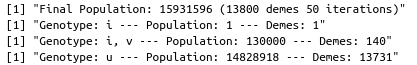 [1] "Final Population: 15931596 (13800 demes 50 iterations)"
[1] "Genotype: i --- Population: 1 --- Demes: 1"
[1] "Genotype: i, v --- Population: 130000 --- Demes: 140"
[1] "Genotype: u --- Population: 14828918 --- Demes: 13731"